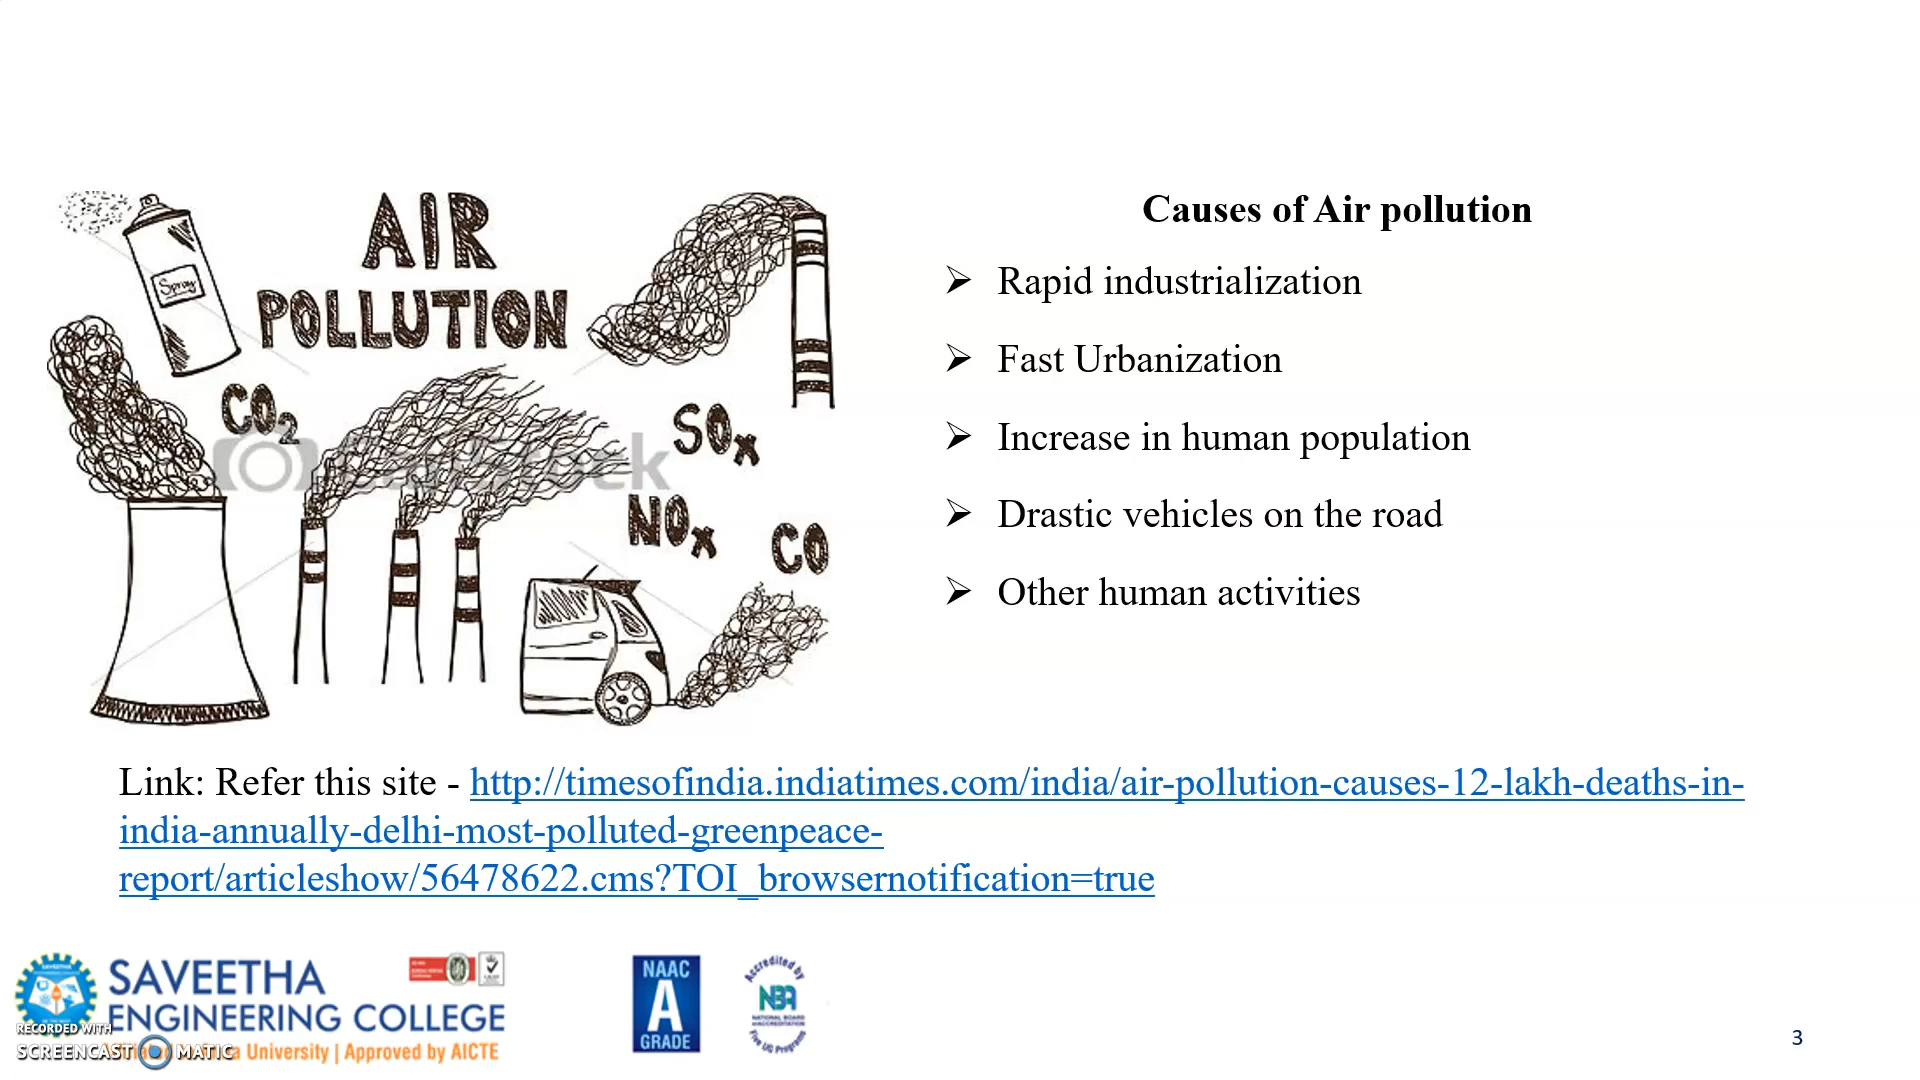 AIR
POLLUTION
Spray
CO2
SOx
NOx
CO
Causes of Air pollution
➢ Rapid industrialization
➢ Fast Urbanization
➢ Increase in human population
➢ Drastic vehicles on the road
➢ Other human activities
Link: Refer this site - http://timesofindia.indiatimes.com/india/air-pollution-causes-12-lakh-deaths-in-
india-annually-delhi-most-polluted-greenpeace-
report/articleshow/56478622.cms?TOI_browsernotification=true
SAVEETHA
ENGINEERING COLLEGE
University | Approved by AICTE
RECORDED WITH
SCREENCAST MATIC
NAAC
A
GRADE
Accredited by
NBA
NATIONAL BOARD
of ACCREDITATION
Five UG Programs
3